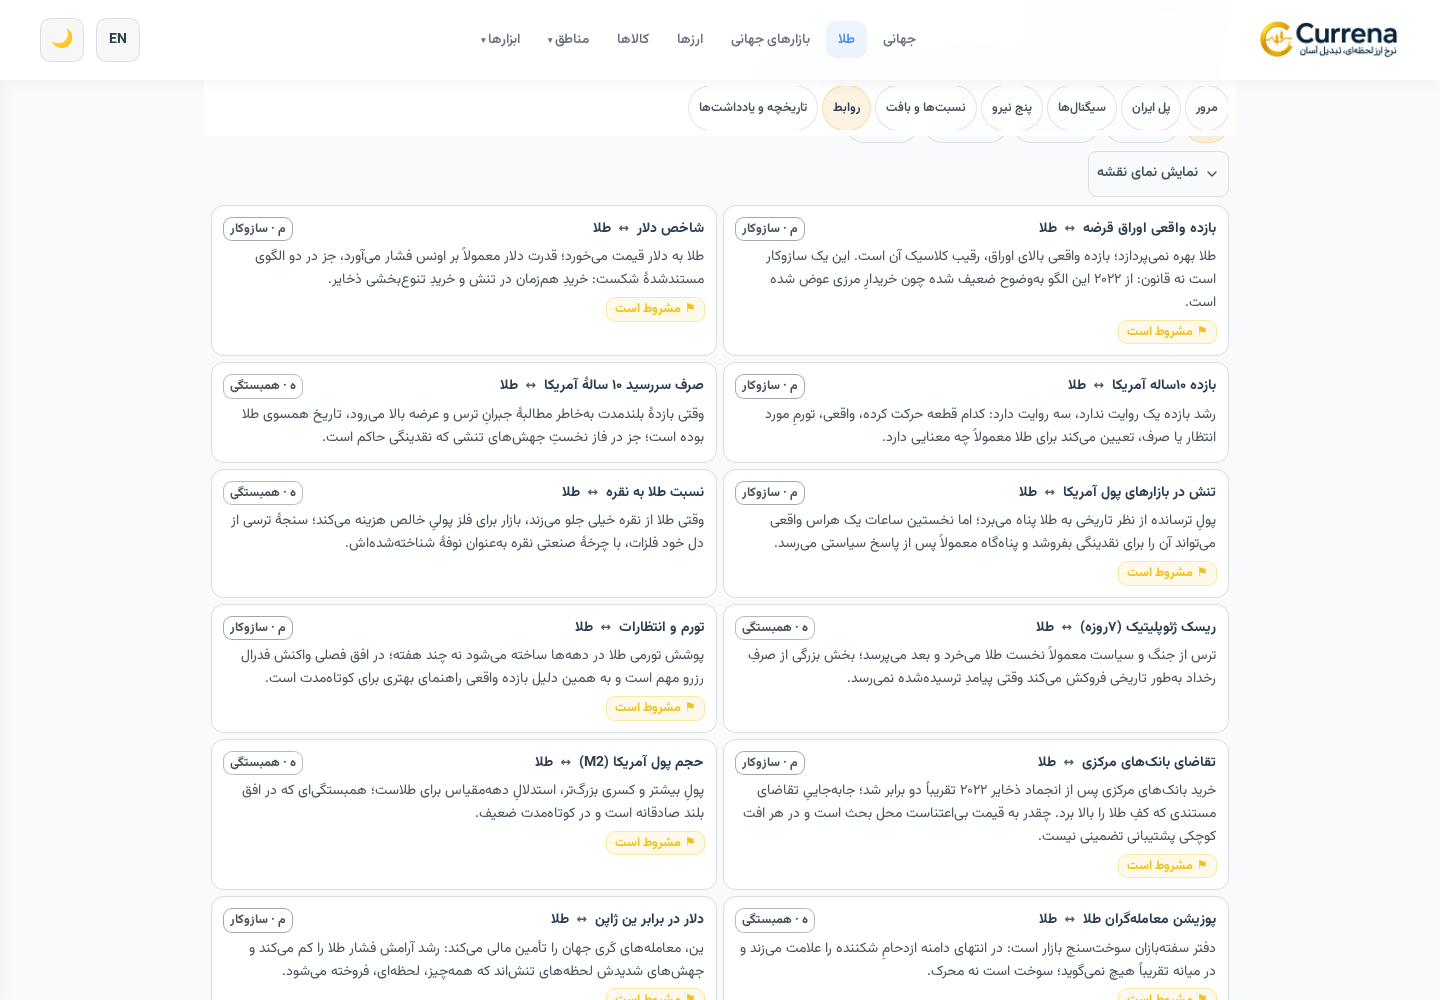 Currena
نرخ ارز لحظه‌ای، تبدیل آسان
جهانی
طلا
بازارهای جهانی
ارزها
کالاها
مناطق ▾
ابزارها ▾
EN
مرور
پل ایران
سیگنال‌ها
پنج نیرو
نسبت‌ها و بافت
روابط
تاریخچه و یادداشت‌ها
نمایش نمای نقشه
بازده واقعی اوراق قرضه ↔ طلا
م · سازوکار
طلا بهره نمی‌پردازد؛ بازده واقعی بالای اوراق، رقیب کلاسیک آن است. این یک سازوکار
است نه قانون: از ۲۰۲۲ این الگو به‌وضوح ضعیف شده چون خریدارِ مرزی عوض شده
است.
⚑ مشروط است
شاخص دلار ↔ طلا
م · سازوکار
طلا به دلار قیمت می‌خورد؛ قدرت دلار معمولاً بر اونس فشار می‌آورد، جز در دو الگوی
مستندشدهٔ شکست: خریدِ هم‌زمان در تنش و خریدِ تنوع‌بخشی ذخایر.
⚑ مشروط است
بازده ۱۰ساله آمریکا ↔ طلا
م · سازوکار
رشد بازده یک روایت ندارد، سه روایت دارد: کدام قطعه حرکت کرده، واقعی، تورمِ مورد
انتظار یا صرف، تعیین می‌کند برای طلا معمولاً چه معنایی دارد.
صرف سررسید ۱۰ سالهٔ آمریکا ↔ طلا
ه · همبستگی
وقتی بازدهٔ بلندمدت به‌خاطر مطالبهٔ جبرانِ ترس و عرضه بالا می‌رود، تاریخ همسوی طلا
بوده است؛ جز در فاز نخستِ جهش‌های تنشی که نقدینگی حاکم است.
تنش در بازارهای پول آمریکا ↔ طلا
م · سازوکار
پولِ ترسانده از نظر تاریخی به طلا پناه می‌برد؛ اما نخستین ساعات یک هراس واقعی
می‌تواند آن را برای نقدینگی بفروشد و پناه‌گاه معمولاً پس از پاسخ سیاستی می‌رسد.
⚑ مشروط است
نسبت طلا به نقره ↔ طلا
ه · همبستگی
وقتی طلا از نقره خیلی جلو می‌زند، بازار برای فلز پولیِ خالص هزینه می‌کند؛ سنجهٔ ترسی از
دل خود فلزات، با چرخهٔ صنعتی نقره به‌عنوان نوفهٔ شناخته‌شده‌اش.
ریسک ژئوپلیتیک (۷روزه) ↔ طلا
ه · همبستگی
ترس از جنگ و سیاست معمولاً نخست طلا می‌خرد و بعد می‌پرسد؛ بخش بزرگی از صرفِ
رخداد به‌طور تاریخی فروکش می‌کند وقتی پیامدِ ترسیده‌شده نمی‌رسد.
تورم و انتظارات ↔ طلا
م · سازوکار
پوشش تورمی طلا در دهه‌ها ساخته می‌شود نه چند هفته؛ در افق فصلی واکنش فدرال
رزرو مهم است و به همین دلیل بازده واقعی راهنمای بهتری برای کوتاه‌مدت است.
⚑ مشروط است
تقاضای بانک‌های مرکزی ↔ طلا
م · سازوکار
خرید بانک‌های مرکزی پس از انجماد ذخایر ۲۰۲۲ تقریباً دو برابر شد؛ جابه‌جاییِ تقاضای
مستندی که کفِ طلا را بالا برد. چقدر به قیمت بی‌اعتناست محل بحث است و در هر افت
کوچکی پشتیبانی تضمینی نیست.
⚑ مشروط است
حجم پول آمریکا (M2) ↔ طلا
ه · همبستگی
پولِ بیشتر و کسری بزرگ‌تر، استدلالِ دهه‌مقیاس برای طلاست؛ همبستگی‌ای که در افق
بلند صادقانه است و در کوتاه‌مدت ضعیف.
⚑ مشروط است
پوزیشن معامله‌گران طلا ↔ طلا
ه · همبستگی
دفتر سفته‌بازان سوخت‌سنج بازار است: در انتهای دامنه ازدحامِ شکننده را علامت می‌زند و
در میانه تقریباً هیچ نمی‌گوید؛ سوخت است نه محرک.
⚑ مشروط است
دلار در برابر ین ژاپن ↔ طلا
م · سازوکار
ین، معامله‌های کَری جهان را تأمین مالی می‌کند: رشد آرامش فشار طلا را کم می‌کند و
جهش‌های شدیدش لحظه‌های تنش‌اند که همه‌چیز، لحظه‌ای، فروخته می‌شود.
⚑ مشروط است